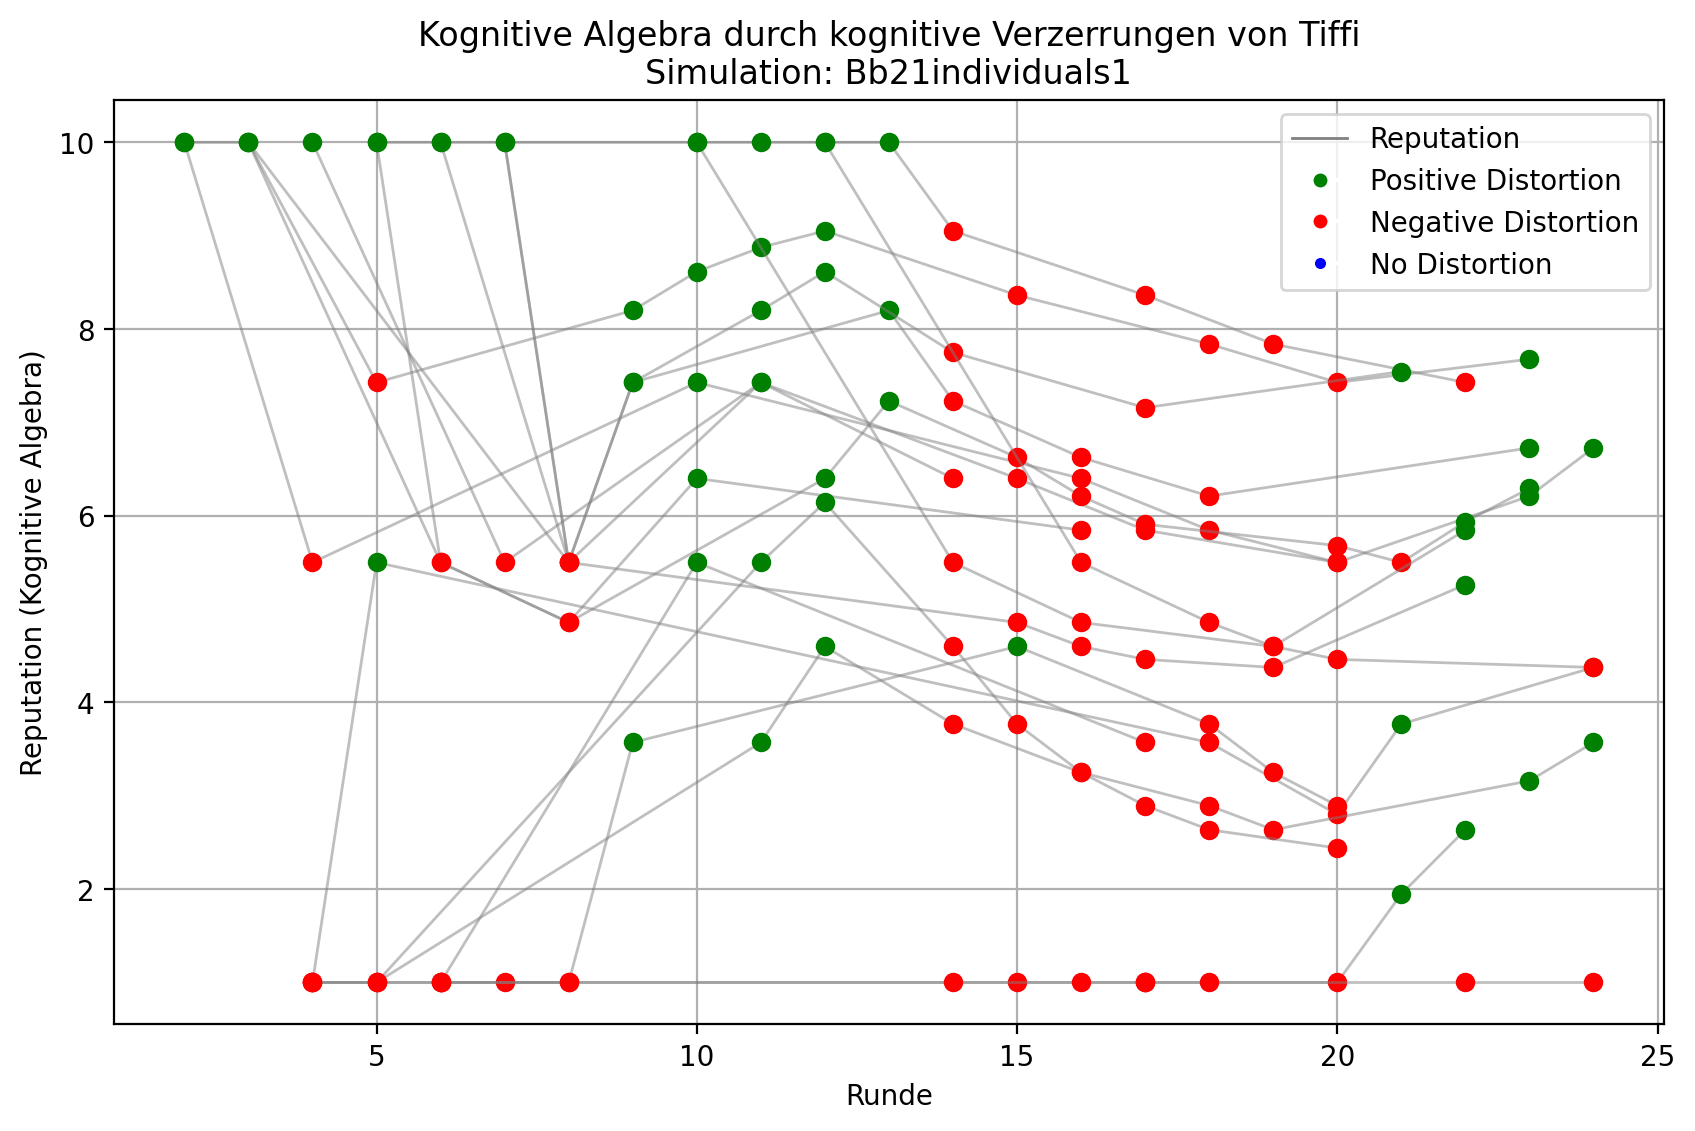 Kognitive Algebra durch kognitive Verzerrungen von Tiffi
Simulation: Bb21individuals1
Reputation
Positive Distortion
Negative Distortion
No Distortion
Reputation (Kognitive Algebra)
10
8
6
4
2
5
10
15
20
25
Runde